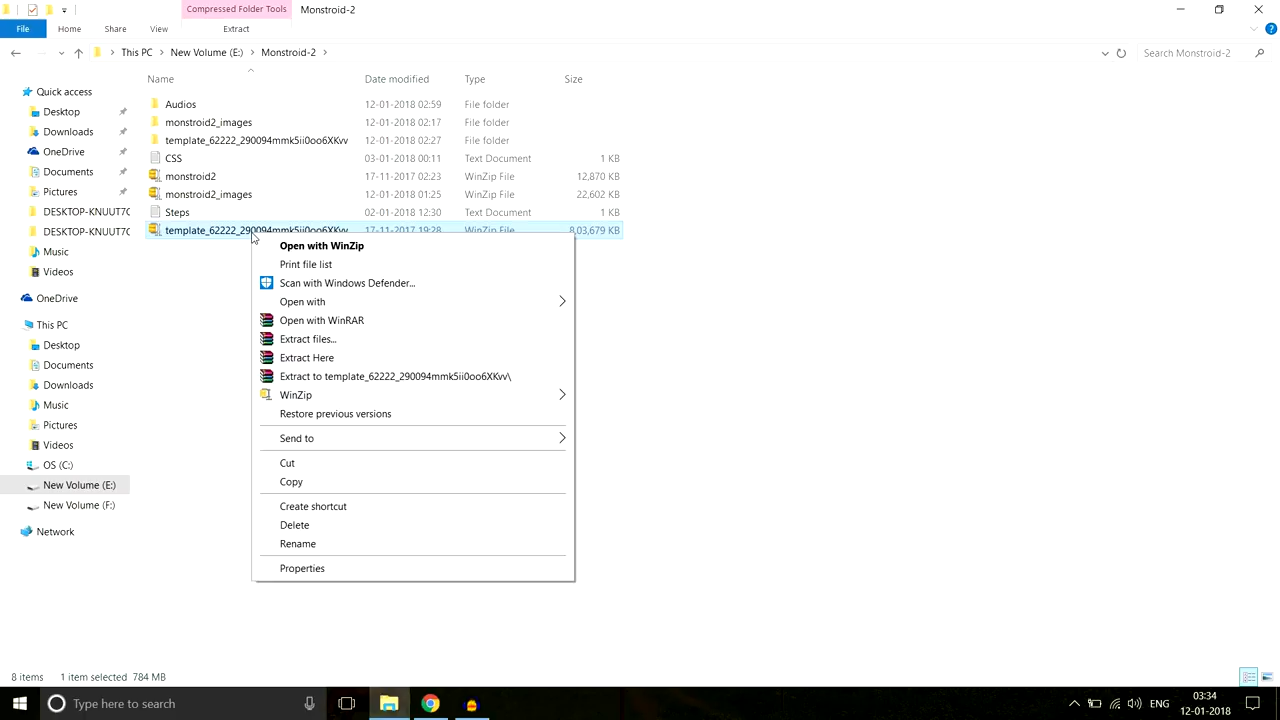 Compressed Folder Tools
Monstroid-2
File
Home
Share
View
Extract
This PC
New Volume (E:)
Monstroid-2
Search Monstroid-2
Name
Date modified
Type
Size
Quick access
Desktop
Downloads
OneDrive
Documents
Pictures
DESKTOP-KNUUT7C
DESKTOP-KNUUT7C
Music
Videos
OneDrive
This PC
Desktop
Documents
Downloads
Music
Pictures
Videos
OS (C:)
New Volume (E:)
New Volume (F:)
Network
Audios 12-01-2018 02:59 File folder
monstroid2_images 12-01-2018 02:17 File folder
template_62222_290094mmk5ii0oo6XKvv 12-01-2018 02:27 File folder
CSS 03-01-2018 00:11 Text Document 1 KB
monstroid2 17-11-2017 02:23 WinZip File 12,870 KB
monstroid2_images 12-01-2018 01:25 WinZip File 22,602 KB
Steps 02-01-2018 12:30 Text Document 1 KB
template_62222_290094mmk5ii0oo6XKvv 17-11-2017 19:28 WinZip File 8,03,679 KB
Open with WinZip
Print file list
Scan with Windows Defender...
Open with
Open with WinRAR
Extract files...
Extract Here
Extract to template_62222_290094mmk5ii0oo6XKvv\
WinZip
Restore previous versions
Send to
Cut
Copy
Create shortcut
Delete
Rename
Properties
8 items 1 item selected 784 MB
Type here to search
ENG
03:34
12-01-2018